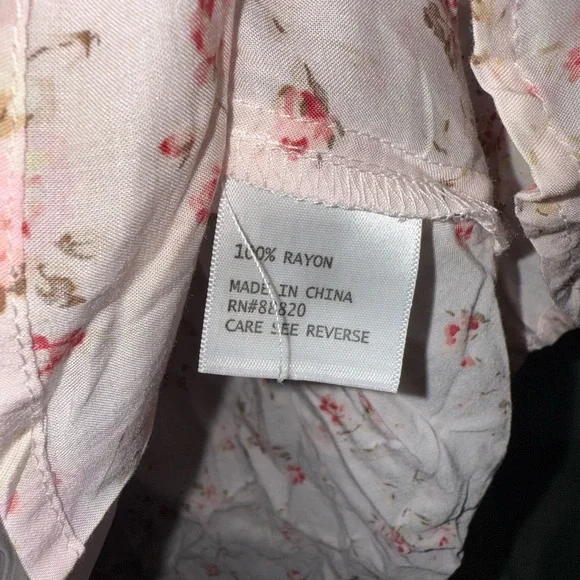 100% RAYON
MADE IN CHINA
RN#88820
CARE SEE REVERSE